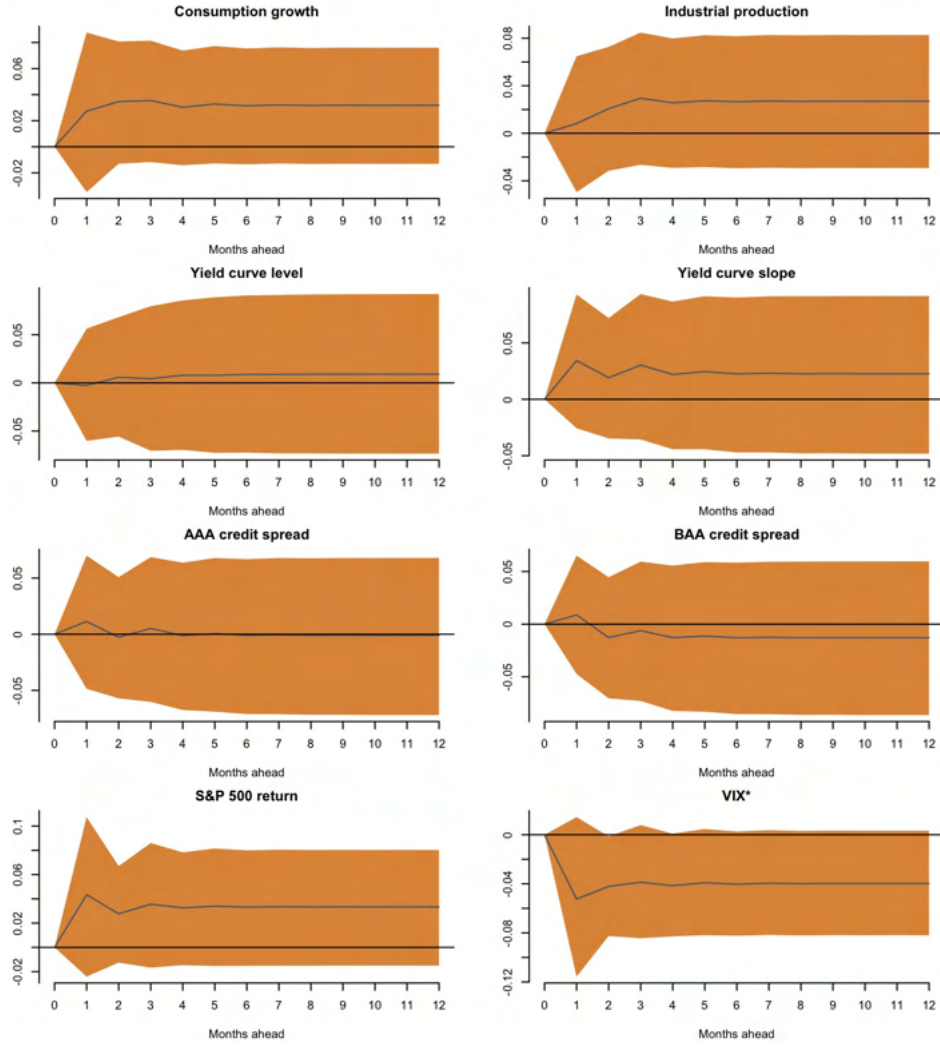 Consumption growth
0.06
0.02
-0.02
0 1 2 3 4 5 6 7 8 9 10 11 12
Months ahead
Industrial production
0.08
0.04
0
-0.04
0 1 2 3 4 5 6 7 8 9 10 11 12
Months ahead
Yield curve level
0.05
0
-0.05
0 1 2 3 4 5 6 7 8 9 10 11 12
Months ahead
Yield curve slope
0.05
0
-0.05
0 1 2 3 4 5 6 7 8 9 10 11 12
Months ahead
AAA credit spread
0.05
0
-0.05
0 1 2 3 4 5 6 7 8 9 10 11 12
Months ahead
BAA credit spread
0.05
0
-0.05
0 1 2 3 4 5 6 7 8 9 10 11 12
Months ahead
S&P 500 return
0.1
0.06
0.02
-0.02
0 1 2 3 4 5 6 7 8 9 10 11 12
Months ahead
VIX*
0
-0.04
-0.08
-0.12
0 1 2 3 4 5 6 7 8 9 10 11 12
Months ahead